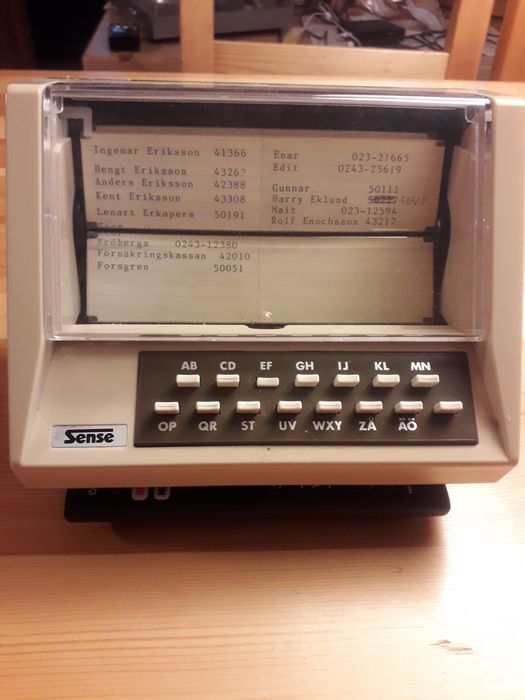 Ingemar Eriksson 41366
Bengt Eriksson 43262
Anders Eriksson 42388
Kent Eriksson 43308
Lenart Erkapers 50191
Enar 023-21665
Edit 0243-25619
Gunnar 50111
Harry Eklund
Mait 023-12594
Rolf Enochsson 43217
Fröbergs 0243-12380
Försäkringskassan 42010
Forsgren 50051
AB CD EF GH IJ KL MN
OP QR ST UV WXY ZÅ ÄÖ
Sense